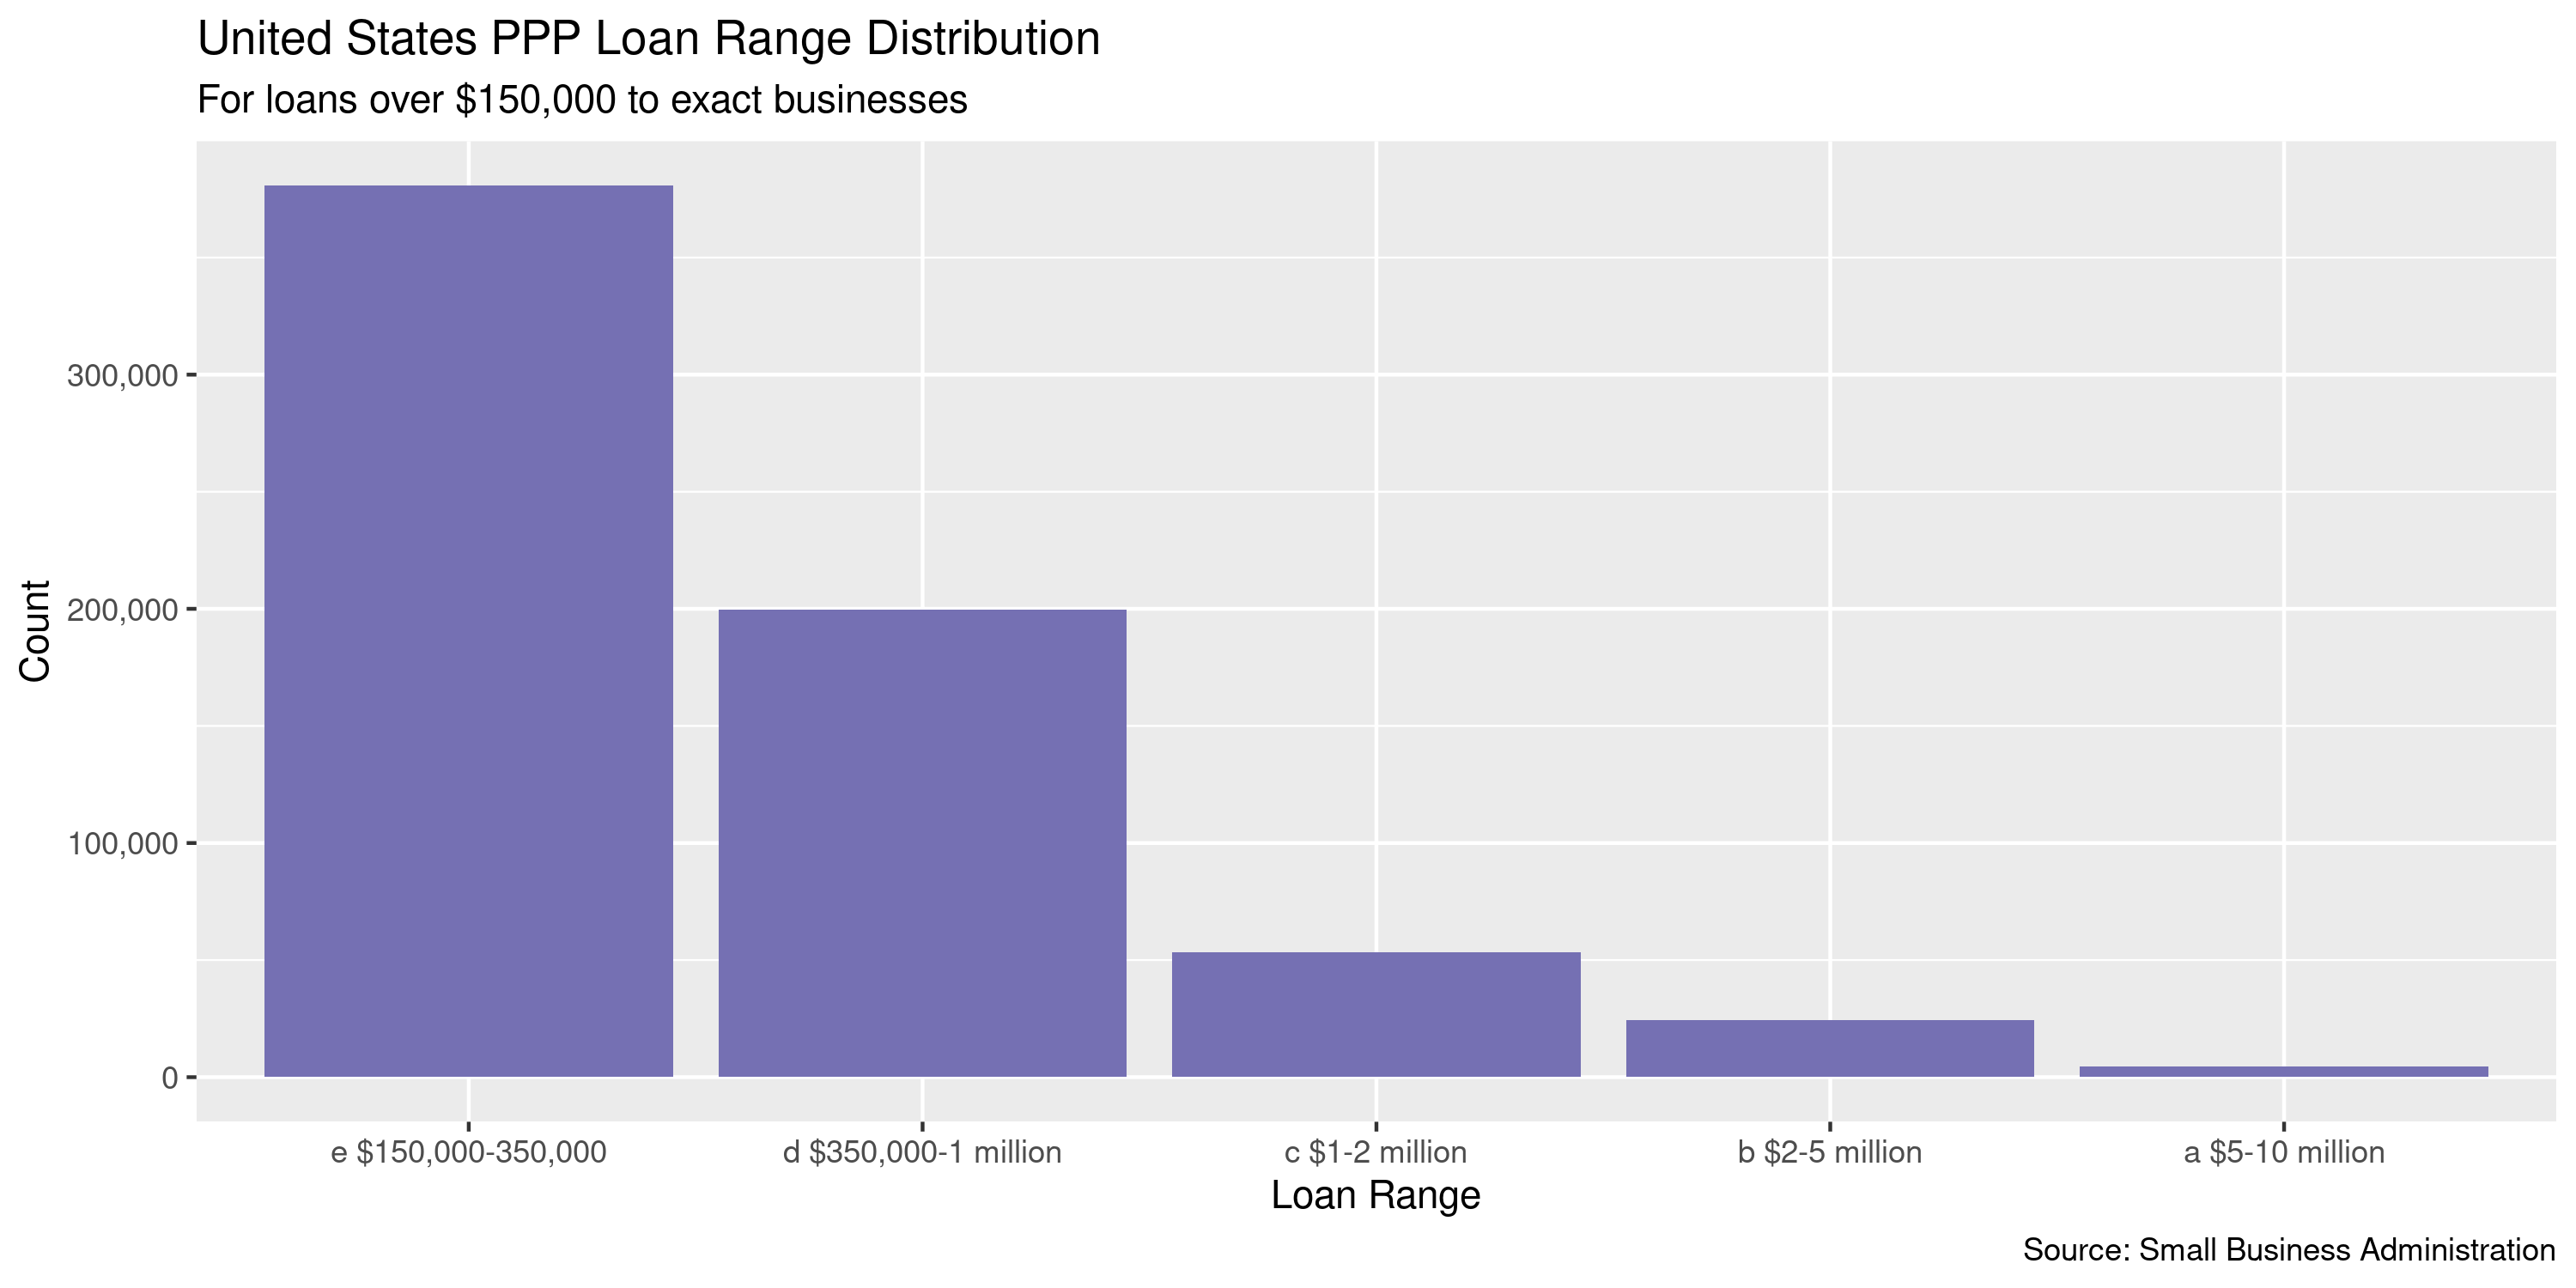 United States PPP Loan Range Distribution
For loans over $150,000 to exact businesses
Count
300,000
200,000
100,000
0
e $150,000-350,000
d $350,000-1 million
c $1-2 million
b $2-5 million
a $5-10 million
Loan Range
Source: Small Business Administration